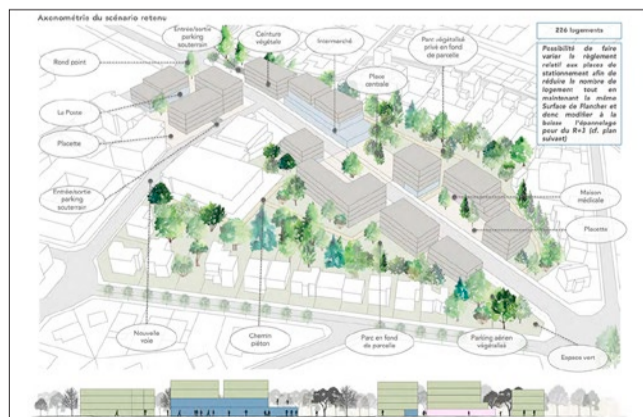 Axonométrie du scénario retenu
Entrée/sortie
parking
souterrain
Ceinture
végétale
Intermarché
Parc végétalisé
privé en fond
de parcelle
226 logements
Possibilité de faire
varier le règlement
relatif aux places de
stationnement afin de
réduire le nombre de
logement tout en
maintenant la même
Surface de Plancher et
donc modifier à la
baisse l'épannelage
pour du R+3 (cf. plan
suivant)
Rond point
Place
centrale
La Poste
Placette
Entrée/sortie
parking
souterrain
Maison
médicale
Placette
Nouvelle
voie
Chemin
piéton
Parc en fond
de parcelle
Parking aérien
végétalisé
Espace vert